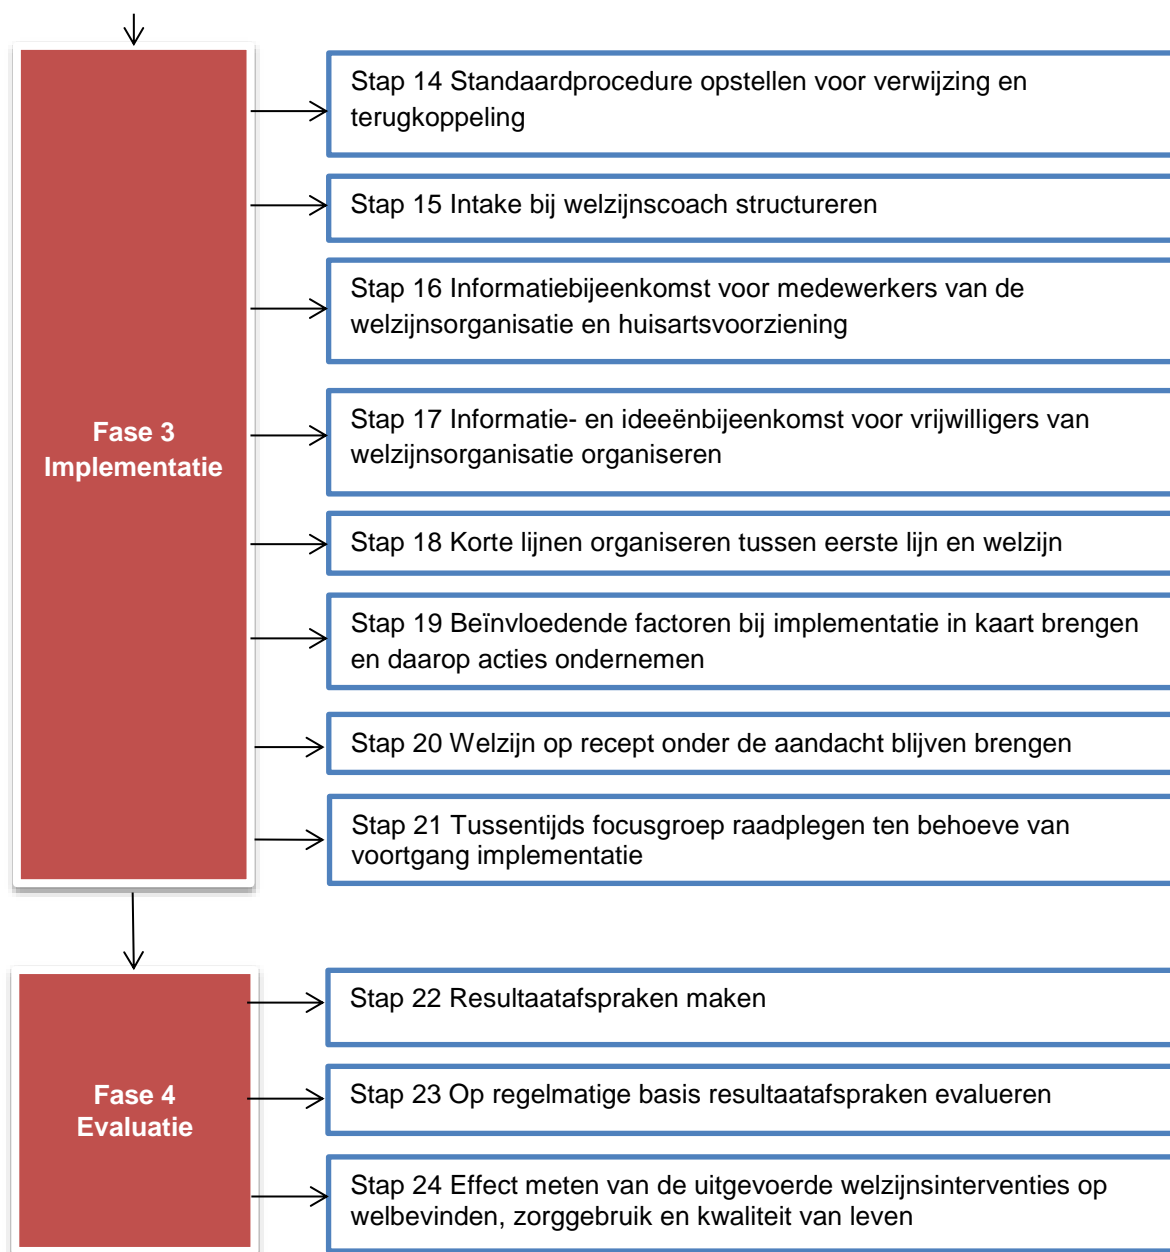 Fase 3
Implementatie
Stap 14 Standaardprocedure opstellen voor verwijzing en
terugkoppeling
Stap 15 Intake bij welzijnscoach structureren
Stap 16 Informatiebijeenkomst voor medewerkers van de
welzijnsorganisatie en huisartsvoorziening
Stap 17 Informatie- en ideeënbijeenkomst voor vrijwilligers van
welzijnsorganisatie organiseren
Stap 18 Korte lijnen organiseren tussen eerste lijn en welzijn
Stap 19 Beïnvloedende factoren bij implementatie in kaart brengen
en daarop acties ondernemen
Stap 20 Welzijn op recept onder de aandacht blijven brengen
Stap 21 Tussentijds focusgroep raadplegen ten behoeve van
voortgang implementatie
Fase 4
Evaluatie
Stap 22 Resultaatafspraken maken
Stap 23 Op regelmatige basis resultaatafspraken evalueren
Stap 24 Effect meten van de uitgevoerde welzijnsinterventies op
welbevinden, zorggebruik en kwaliteit van leven